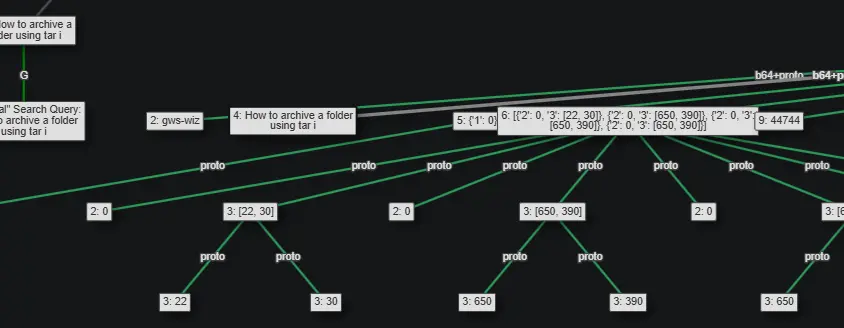 ow to archive a
der using tar i
G
al" Search Query:
o archive a folder
using tar i
b64+proto
b64+p
2: gws-wiz
4: How to archive a folder
using tar i
5: {'1': 0}
6: [{'2': 0, '3': [22, 30]}, {'2': 0, '3': [650, 390]}, {'2': 0, '3':
[650, 390]}, {'2': 0, '3': [650, 390]}]
9: 44744
proto
proto
proto
proto
proto
proto
proto
proto
2: 0
3: [22, 30]
2: 0
3: [650, 390]
2: 0
3: [6
proto
proto
proto
proto
proto
3: 22
3: 30
3: 650
3: 390
3: 650